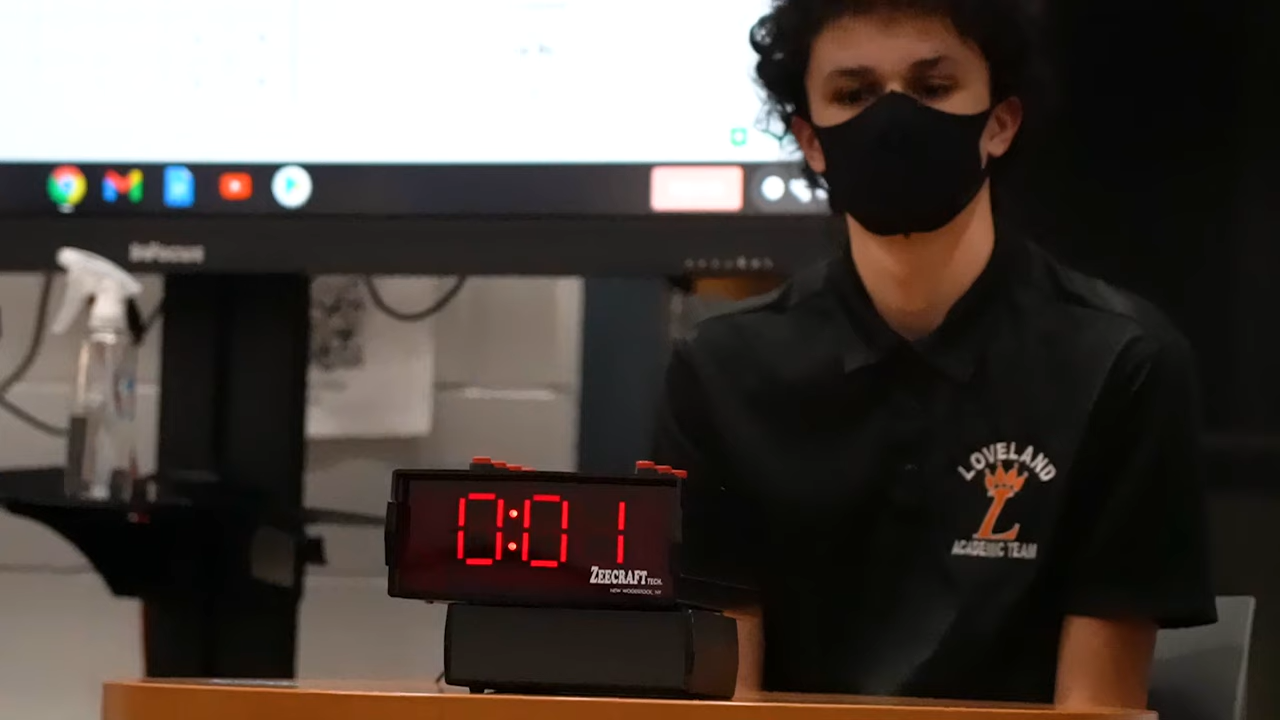 InFocus
0:01
ZEECRAFT TECH.
NEW WOODSTOCK, NY
LOVELAND
L
ACADEMIC TEAM